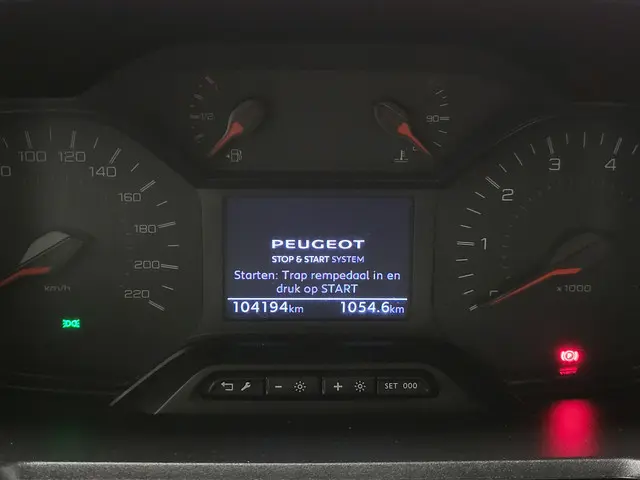 1/2
90
100 120
140
160
180
200
220
km/h
1 2 3 4
x1000
PEUGEOT
STOP & START SYSTEM
Starten: Trap rempedaal in en
druk op START
104194km 1054.6km
SET 000